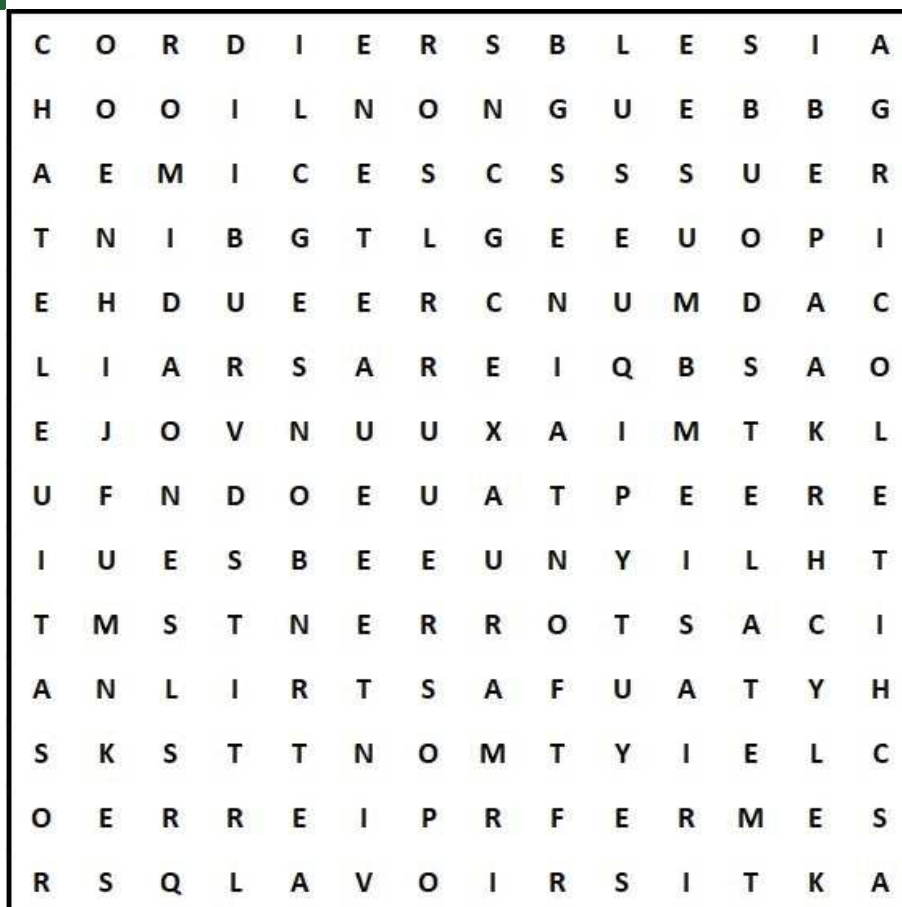 C O R D I E R S B L E S I A
H O O I L N O N G U E B B G
A E M I C E S C S S S U E R
T N I B G T L G E E U O P I
E H D U E E R C N U M D A C
L I A R S A R E I Q B S A O
E J O V N U U X A I M T K L
U F N D O E U A T P E E R E
I U E S B E E U N Y I L H T
T M S T N E R R O T S A C I
A N L I R T S A F U A T Y H
S K S T T N O M T Y I E L C
O E R R E I P R F E R M E S
R S Q L A V O I R S I T K A